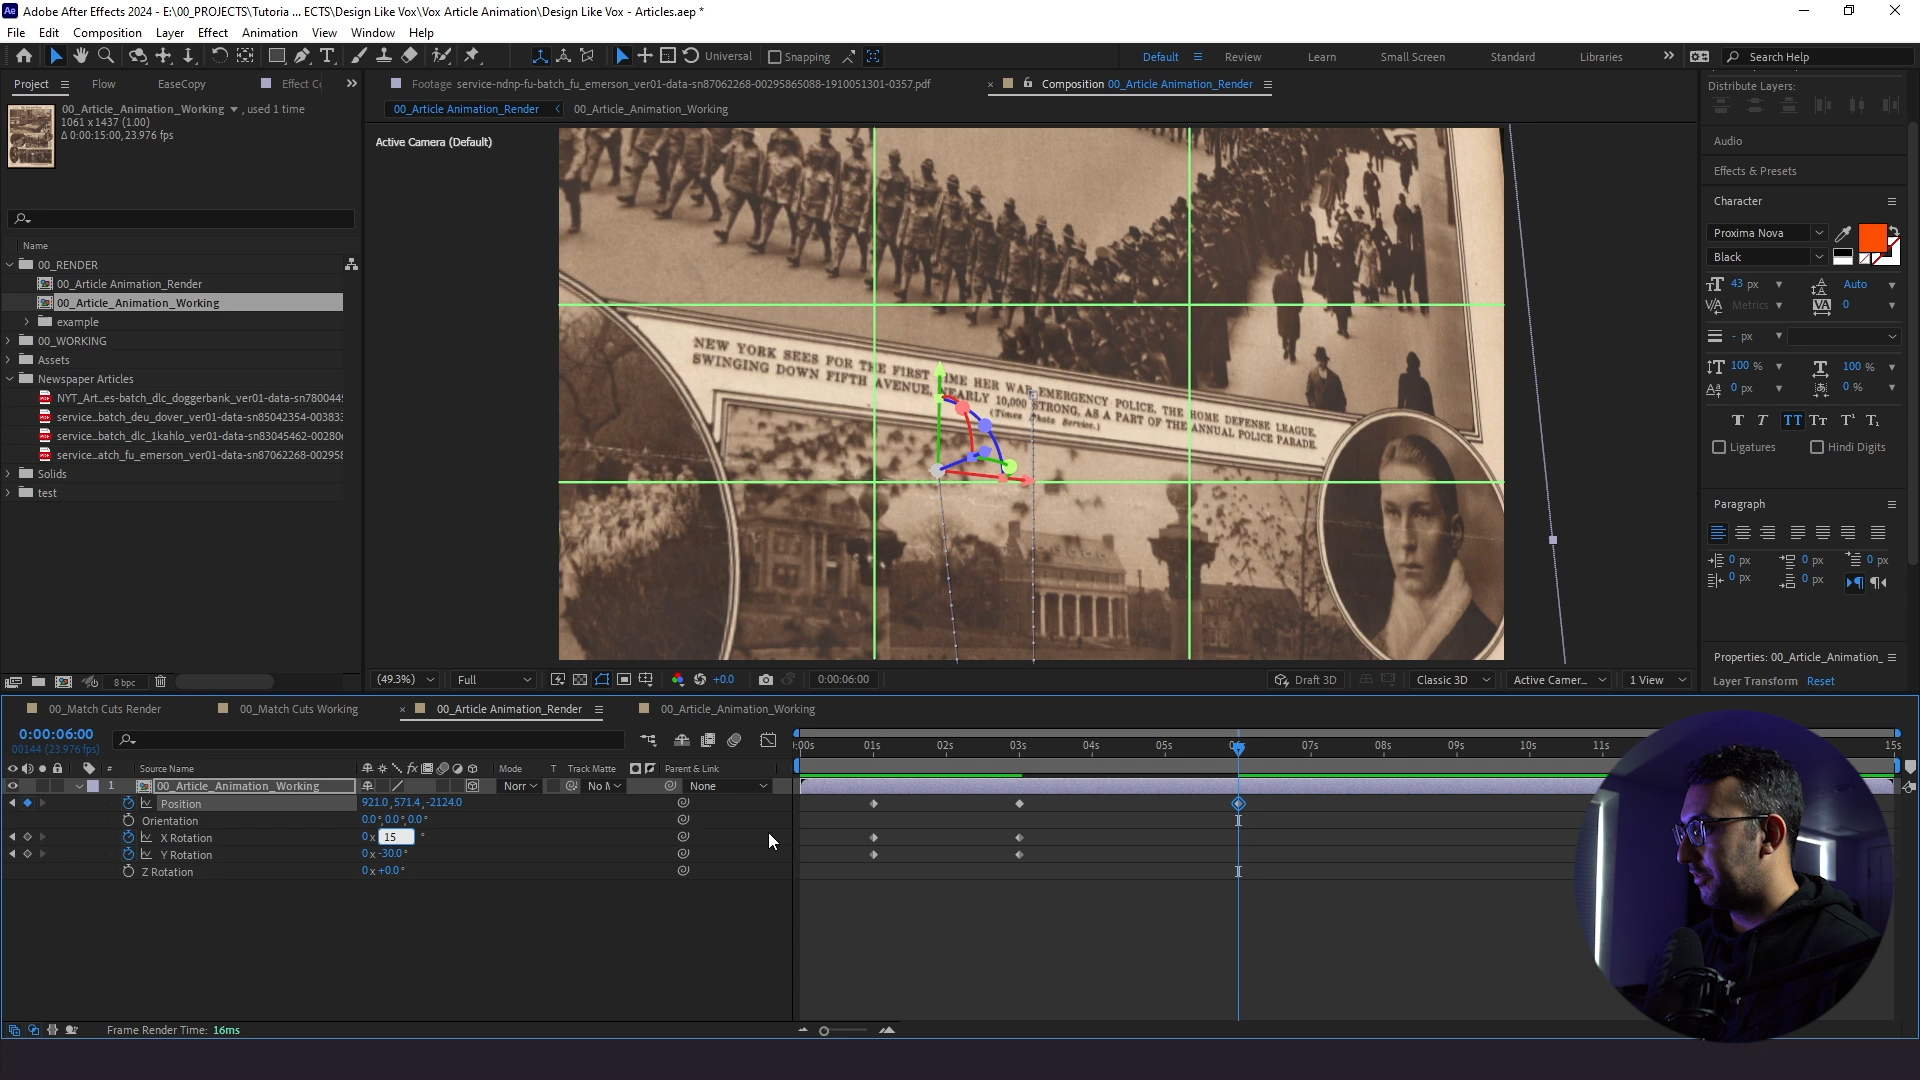 Adobe After Effects 2024 - E:\00_PROJECTS\Tutoria ... ECTS\Design Like Vox\Vox Article Animation\Design Like Vox - Articles.aep *
File Edit Composition Layer Effect Animation View Window Help
Universal Snapping Default Review Learn Small Screen Standard Libraries Search Help
Project Flow EaseCopy Effect Cc
Footage service-ndnp-fu-batch_fu_emerson_ver01-data-sn87062268-00295865088-1910051301-0357.pdf
Composition 00_Article Animation_Render
00_Article_Animation_Working , used 1 time
1061 x 1437 (1.00)
Δ 0:00:15:00, 23.976 fps
00_Article Animation_Render 00_Article_Animation_Working
Active Camera (Default)
Name
00_RENDER
00_Article Animation_Render
00_Article_Animation_Working
example
00_WORKING
Assets
Newspaper Articles
NYT_Art...es-batch_dlc_doggerbank_ver01-data-sn7800445
service...batch_deu_dover_ver01-data-sn85042354-003833
service...batch_dlc_1kahlo_ver01-data-sn83045462-00280
service...atch_fu_emerson_ver01-data-sn87062268-002958
Solids
test
8 bpc
NEW YORK SEES FOR THE FIRST TIME HER WAR EMERGENCY POLICE, THE HOME DEFENSE LEAGUE,
SWINGING DOWN FIFTH AVENUE, NEARLY 10,000 STRONG, AS A PART OF THE ANNUAL POLICE PARADE.
(Times Photo Service.)
(49.3%) Full +0.0 0:00:06:00 Draft 3D Classic 3D Active Camer... 1 View
Distribute Layers:
Audio
Effects & Presets
Character
Proxima Nova
Black
43 px Auto
Metrics 0
- px
100 % 100 %
0 px 0 %
Ligatures Hindi Digits
Paragraph
0 px 0 px 0 px
0 px 0 px
Properties: 00_Article_Animation_
Layer Transform Reset
00_Match Cuts Render 00_Match Cuts Working 00_Article Animation_Render 00_Article_Animation_Working
0:00:06:00
00144 (23.976 fps)
:00s 01s 02s 03s 04s 05s 07s 08s 09s 10s 11s 15s
# Source Name Mode T Track Matte Parent & Link
1 00_Article_Animation_Working Norr No M None
Position 921.0, 571.4, -2124.0
Orientation 0.0°, 0.0°, 0.0°
X Rotation 0 x 15 °
Y Rotation 0 x -30.0°
Z Rotation 0 x +0.0°
Frame Render Time: 16ms